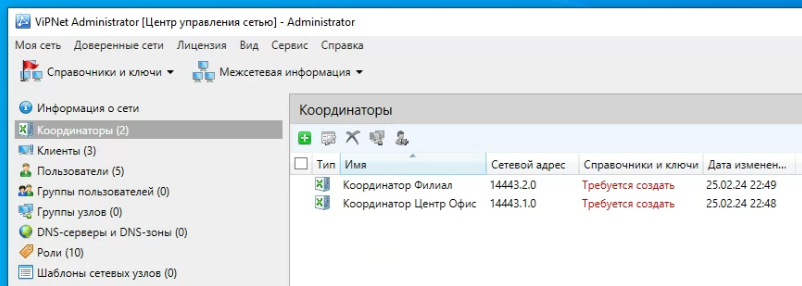 ViPNet Administrator [Центр управления сетью] - Administrator
Моя сеть Доверенные сети Лицензия Вид Сервис Справка
Справочники и ключи Межсетевая информация
Информация о сети
Координаторы (2)
Клиенты (3)
Пользователи (5)
Группы пользователей (0)
Группы узлов (0)
DNS-серверы и DNS-зоны (0)
Роли (10)
Шаблоны сетевых узлов (0)
Координаторы
Тип Имя Сетевой адрес Справочники и ключи Дата изменен...
Координатор Филиал 14443.2.0 Требуется создать 25.02.24 22:49
Координатор Центр Офис 14443.1.0 Требуется создать 25.02.24 22:48